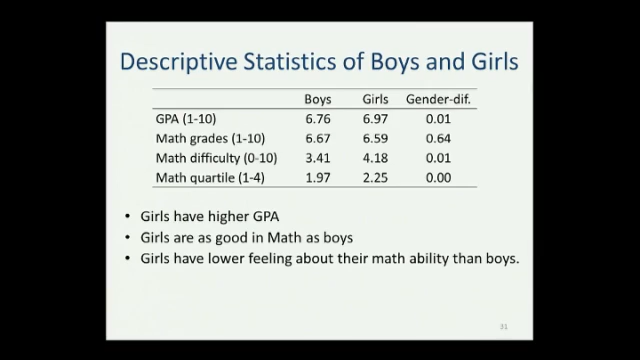 Descriptive Statistics of Boys and Girls
Boys Girls Gender-dif.
GPA (1-10) 6.76 6.97 0.01
Math grades (1-10) 6.67 6.59 0.64
Math difficulty (0-10) 3.41 4.18 0.01
Math quartile (1-4) 1.97 2.25 0.00
• Girls have higher GPA
• Girls are as good in Math as boys
• Girls have lower feeling about their math ability than boys.
31